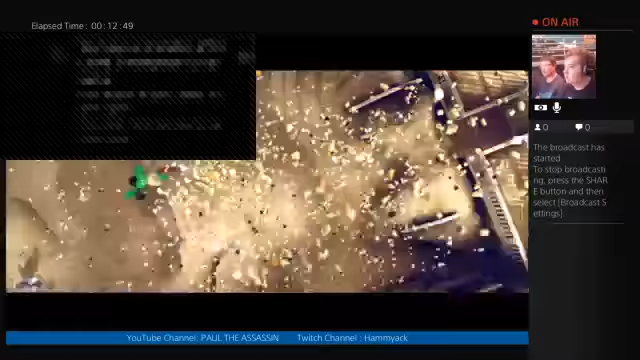 Elapsed Time : 00:12:49
ON AIR
0 0
The broadcast has
started
To stop broadcasti
ng, press the SHAR
E button and then
select [Broadcast S
ettings]
YouTube Channel: PAUL THE ASSASSIN Twitch Channel : Hammyack